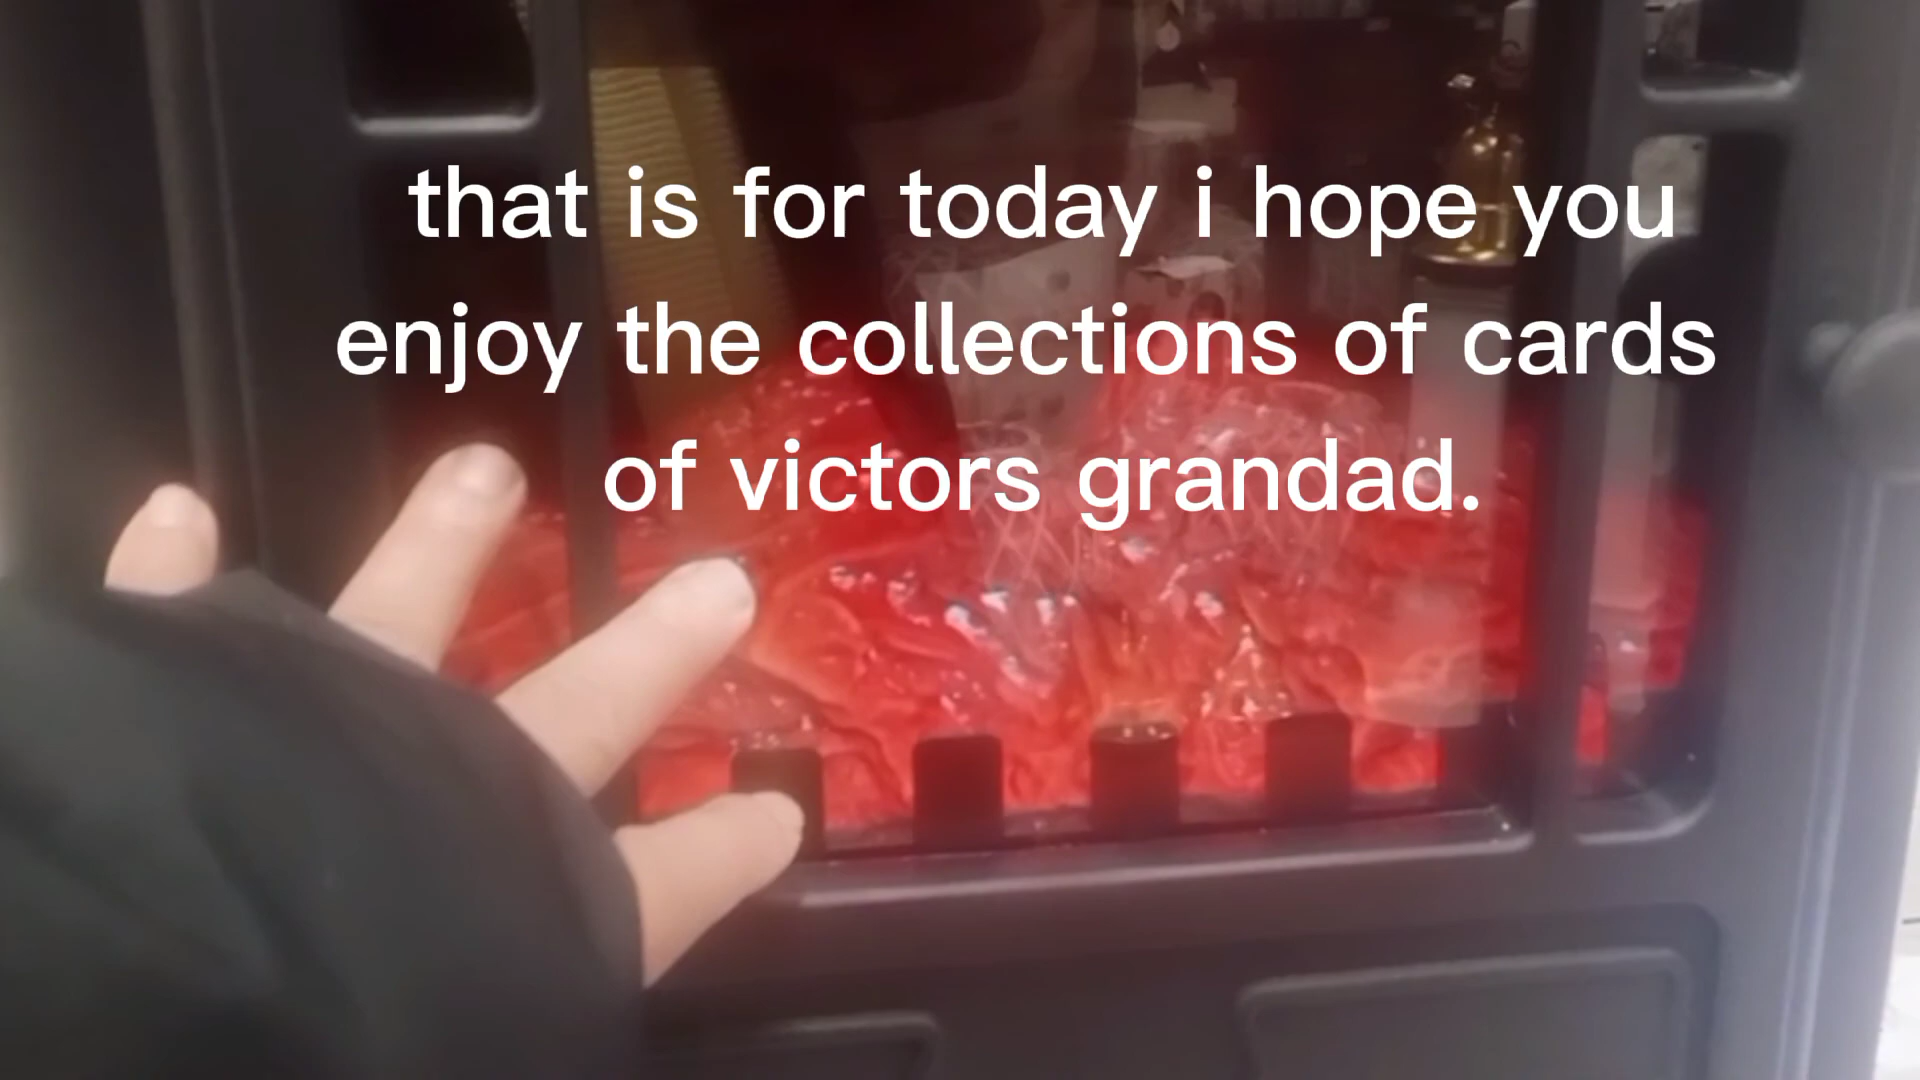 that is for today i hope you
enjoy the collections of cards
of victors grandad.